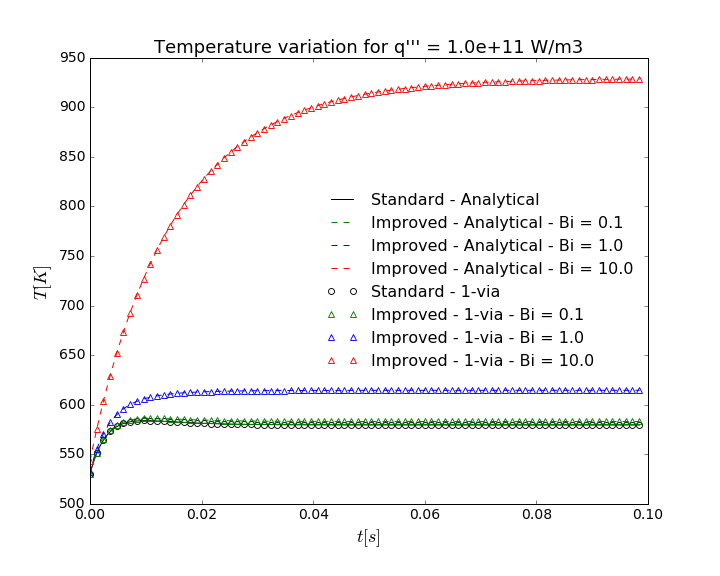 Temperature variation for q''' = 1.0e+11 W/m3
950
900
850
800
750
700
650
600
550
500
T[K]
Standard - Analytical
Improved - Analytical - Bi = 0.1
Improved - Analytical - Bi = 1.0
Improved - Analytical - Bi = 10.0
Standard - 1-via
Improved - 1-via - Bi = 0.1
Improved - 1-via - Bi = 1.0
Improved - 1-via - Bi = 10.0
0.00 0.02 0.04 0.06 0.08 0.10
t[s]